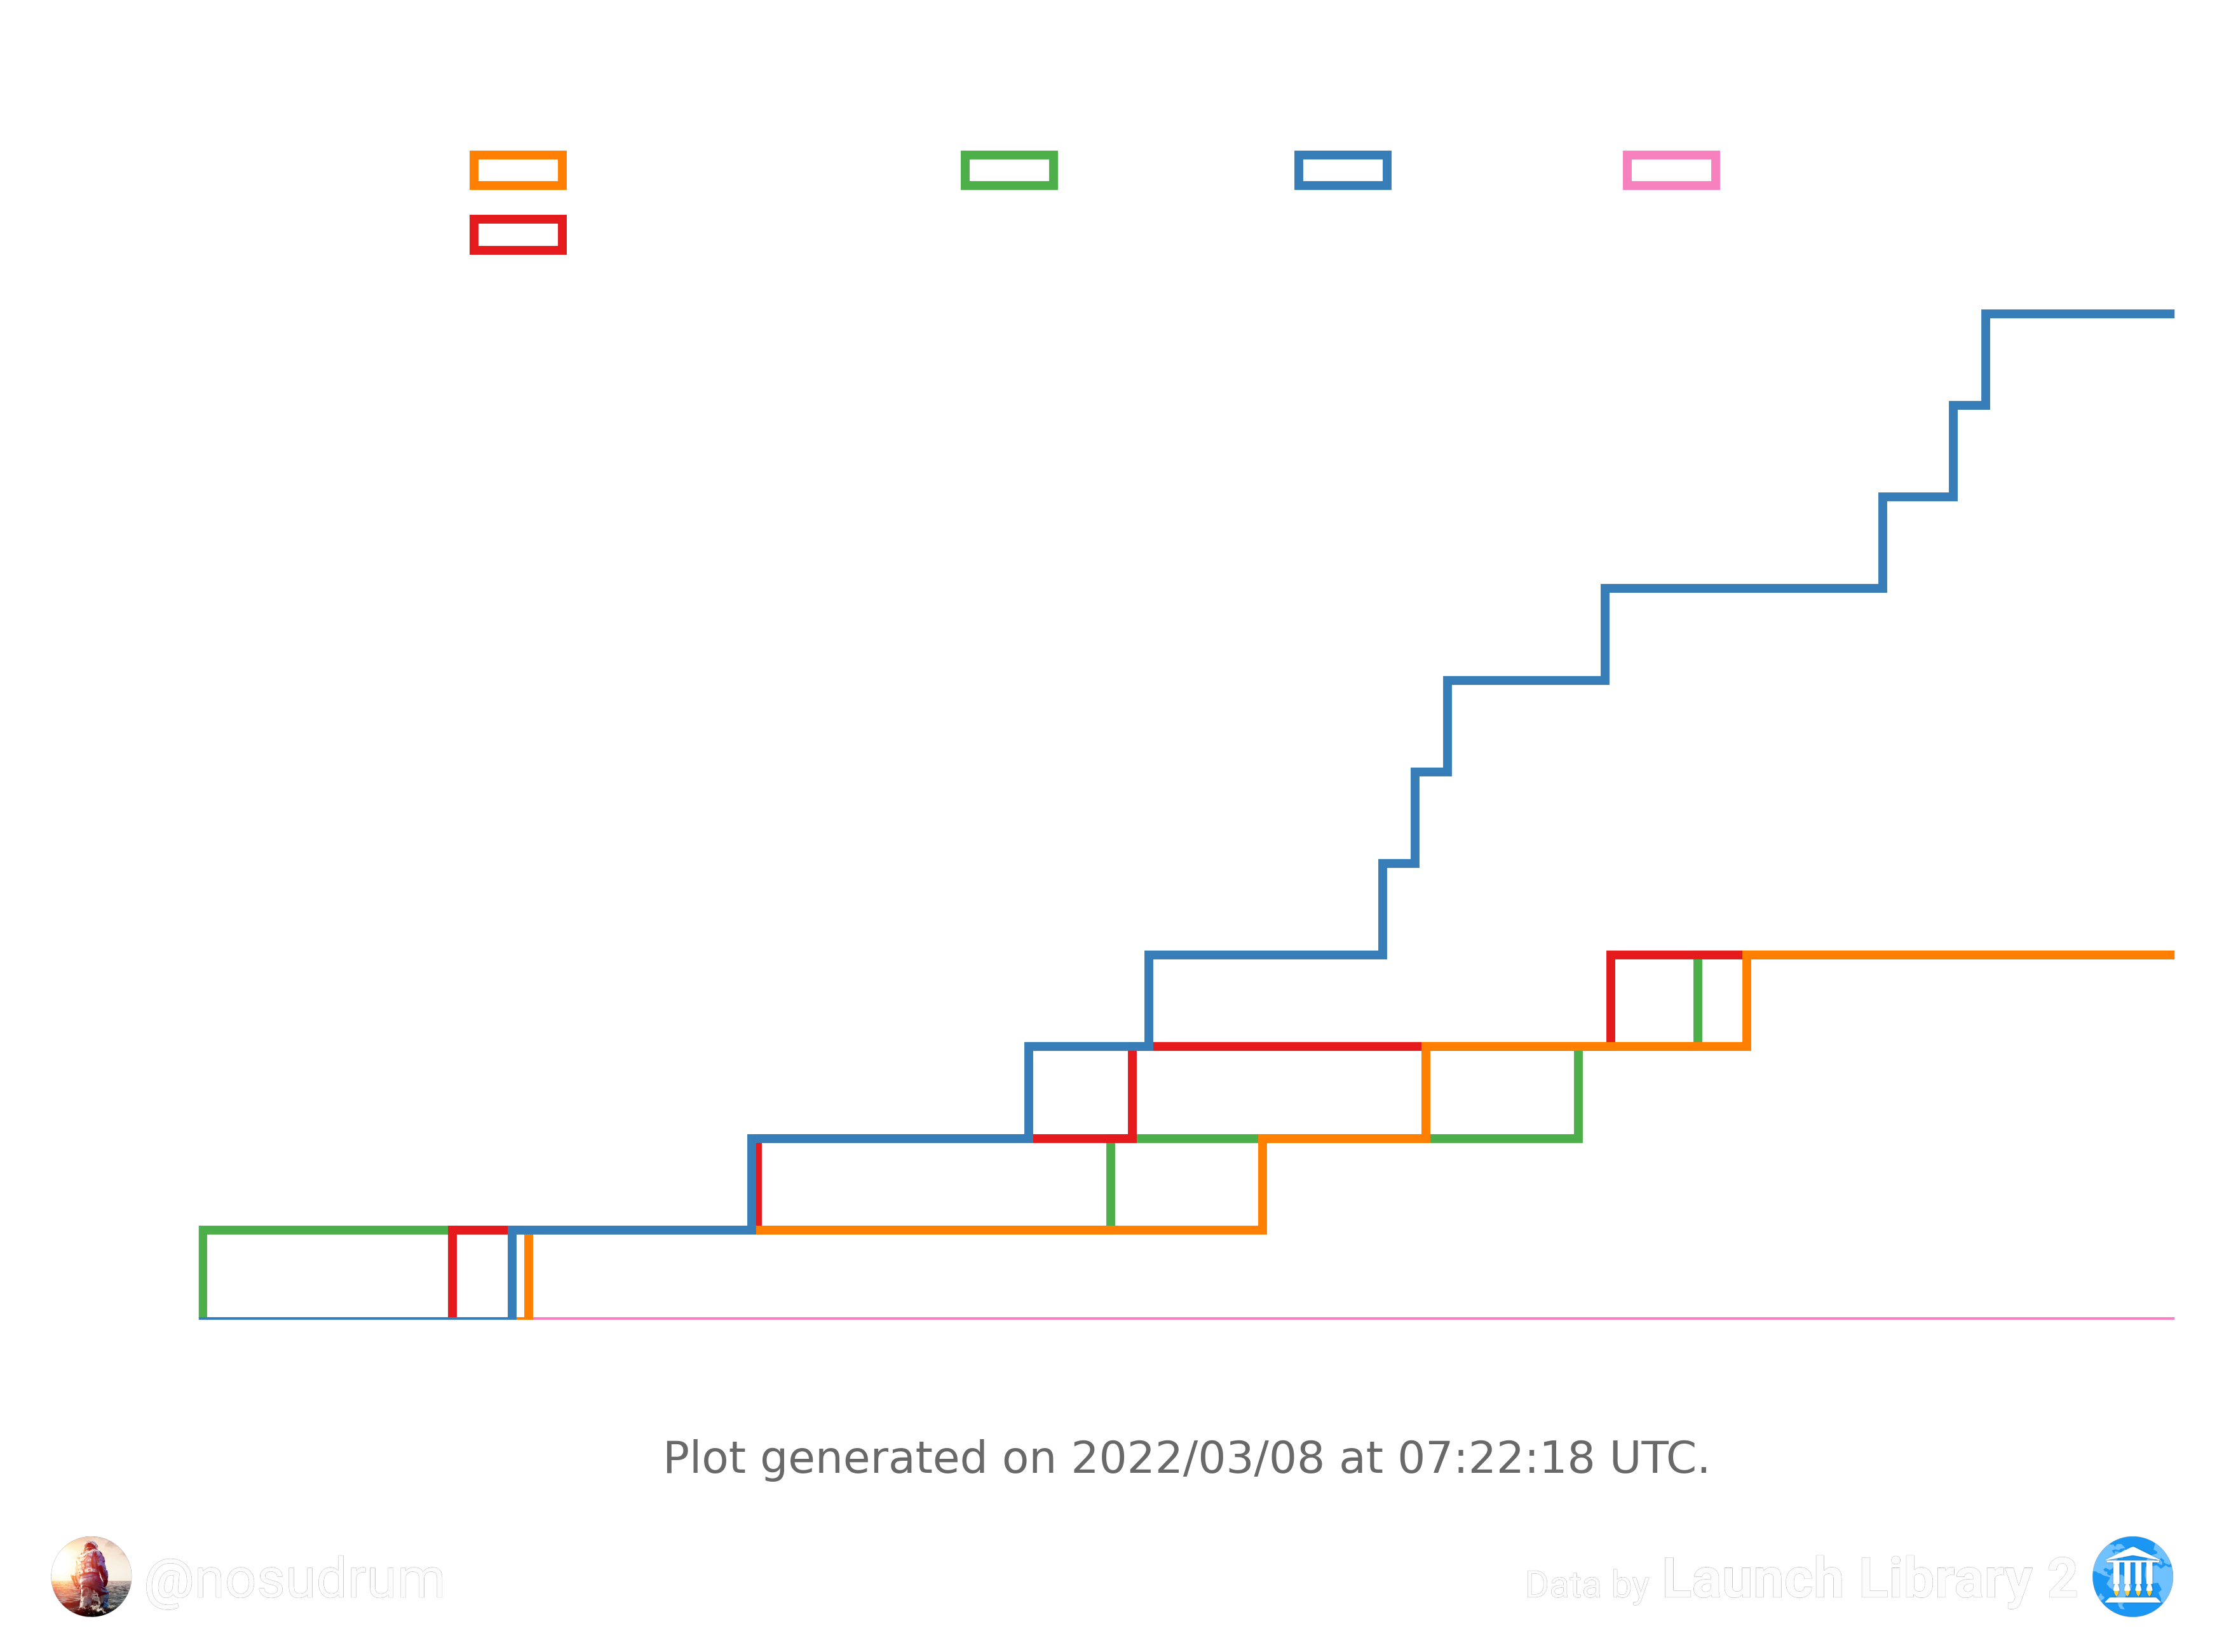 Plot generated on 2022/03/08 at 07:22:18 UTC.
@nosudrum
Data by Launch Library 2